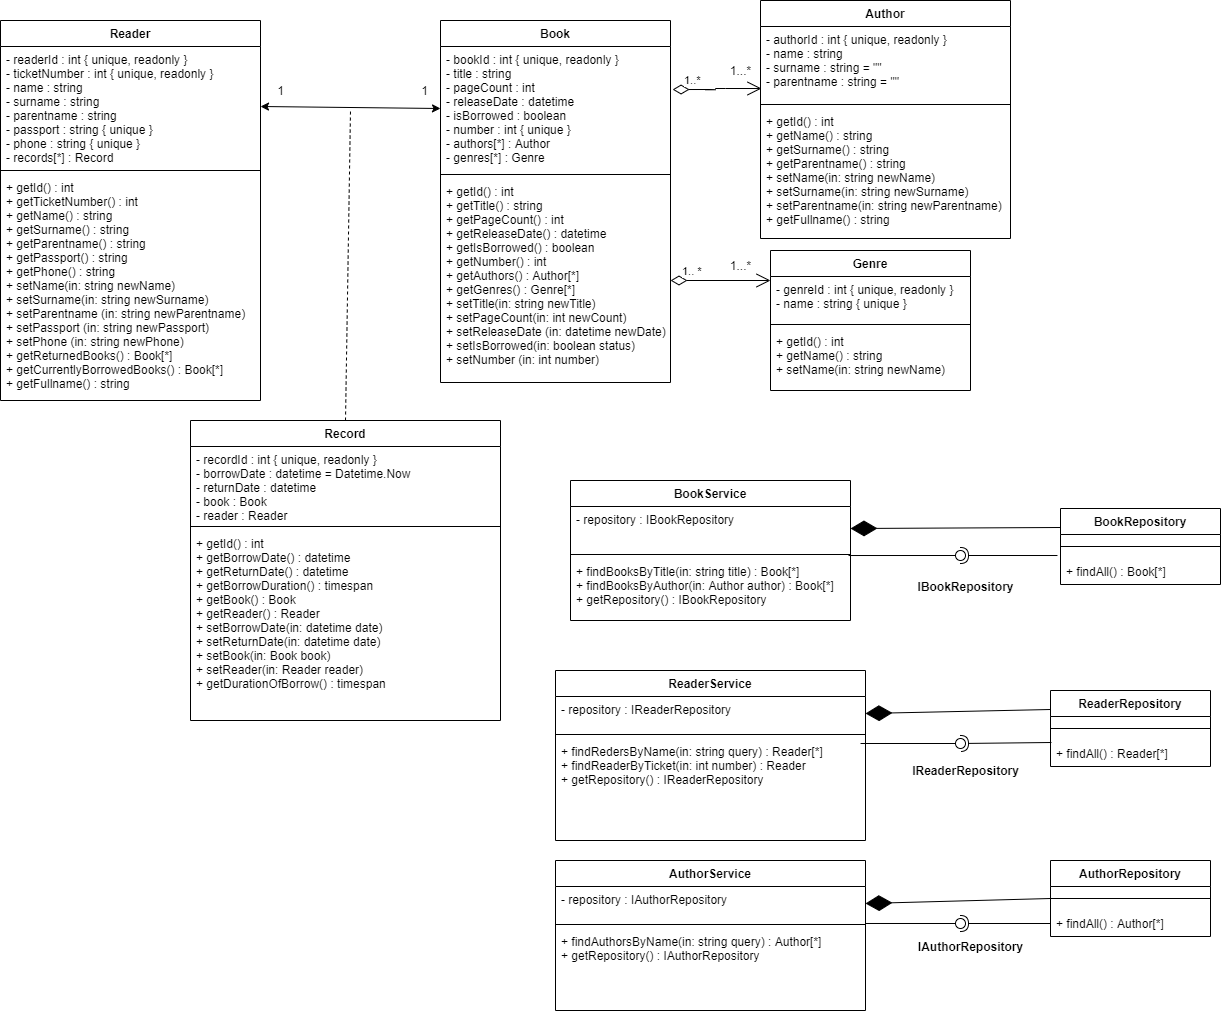 Reader
- readerId : int { unique, readonly }
- ticketNumber : int { unique, readonly }
- name : string
- surname : string
- parentname : string
- passport : string { unique }
- phone : string { unique }
- records[*] : Record
+ getId() : int
+ getTicketNumber() : int
+ getName() : string
+ getSurname() : string
+ getParentname() : string
+ getPassport() : string
+ getPhone() : string
+ setName(in: string newName)
+ setSurname(in: string newSurname)
+ setParentname (in: string newParentname)
+ setPassport (in: string newPassport)
+ setPhone (in: string newPhone)
+ getReturnedBooks() : Book[*]
+ getCurrentlyBorrowedBooks() : Book[*]
+ getFullname() : string
1
1
Book
- bookId : int { unique, readonly }
- title : string
- pageCount : int
- releaseDate : datetime
- isBorrowed : boolean
- number : int { unique }
- authors[*] : Author
- genres[*] : Genre
+ getId() : int
+ getTitle() : string
+ getPageCount() : int
+ getReleaseDate() : datetime
+ getIsBorrowed() : boolean
+ getNumber() : int
+ getAuthors() : Author[*]
+ getGenres() : Genre[*]
+ setTitle(in: string newTitle)
+ setPageCount(in: int newCount)
+ setReleaseDate (in: datetime newDate)
+ setIsBorrowed(in: boolean status)
+ setNumber (in: int number)
1..*
1...*
Author
- authorId : int { unique, readonly }
- name : string
- surname : string = ""
- parentname : string = ""
+ getId() : int
+ getName() : string
+ getSurname() : string
+ getParentname() : string
+ setName(in: string newName)
+ setSurname(in: string newSurname)
+ setParentname(in: string newParentname)
+ getFullname() : string
1.. *
1...*
Genre
- genreId : int { unique, readonly }
- name : string { unique }
+ getId() : int
+ getName() : string
+ setName(in: string newName)
Record
- recordId : int { unique, readonly }
- borrowDate : datetime = Datetime.Now
- returnDate : datetime
- book : Book
- reader : Reader
+ getId() : int
+ getBorrowDate() : datetime
+ getReturnDate() : datetime
+ getBorrowDuration() : timespan
+ getBook() : Book
+ getReader() : Reader
+ setBorrowDate(in: datetime date)
+ setReturnDate(in: datetime date)
+ setBook(in: Book book)
+ setReader(in: Reader reader)
+ getDurationOfBorrow() : timespan
BookService
- repository : IBookRepository
+ findBooksByTitle(in: string title) : Book[*]
+ findBooksByAuthor(in: Author author) : Book[*]
+ getRepository() : IBookRepository
IBookRepository
BookRepository
+ findAll() : Book[*]
ReaderService
- repository : IReaderRepository
+ findRedersByName(in: string query) : Reader[*]
+ findReaderByTicket(in: int number) : Reader
+ getRepository() : IReaderRepository
IReaderRepository
ReaderRepository
+ findAll() : Reader[*]
AuthorService
- repository : IAuthorRepository
+ findAuthorsByName(in: string query) : Author[*]
+ getRepository() : IAuthorRepository
IAuthorRepository
AuthorRepository
+ findAll() : Author[*]